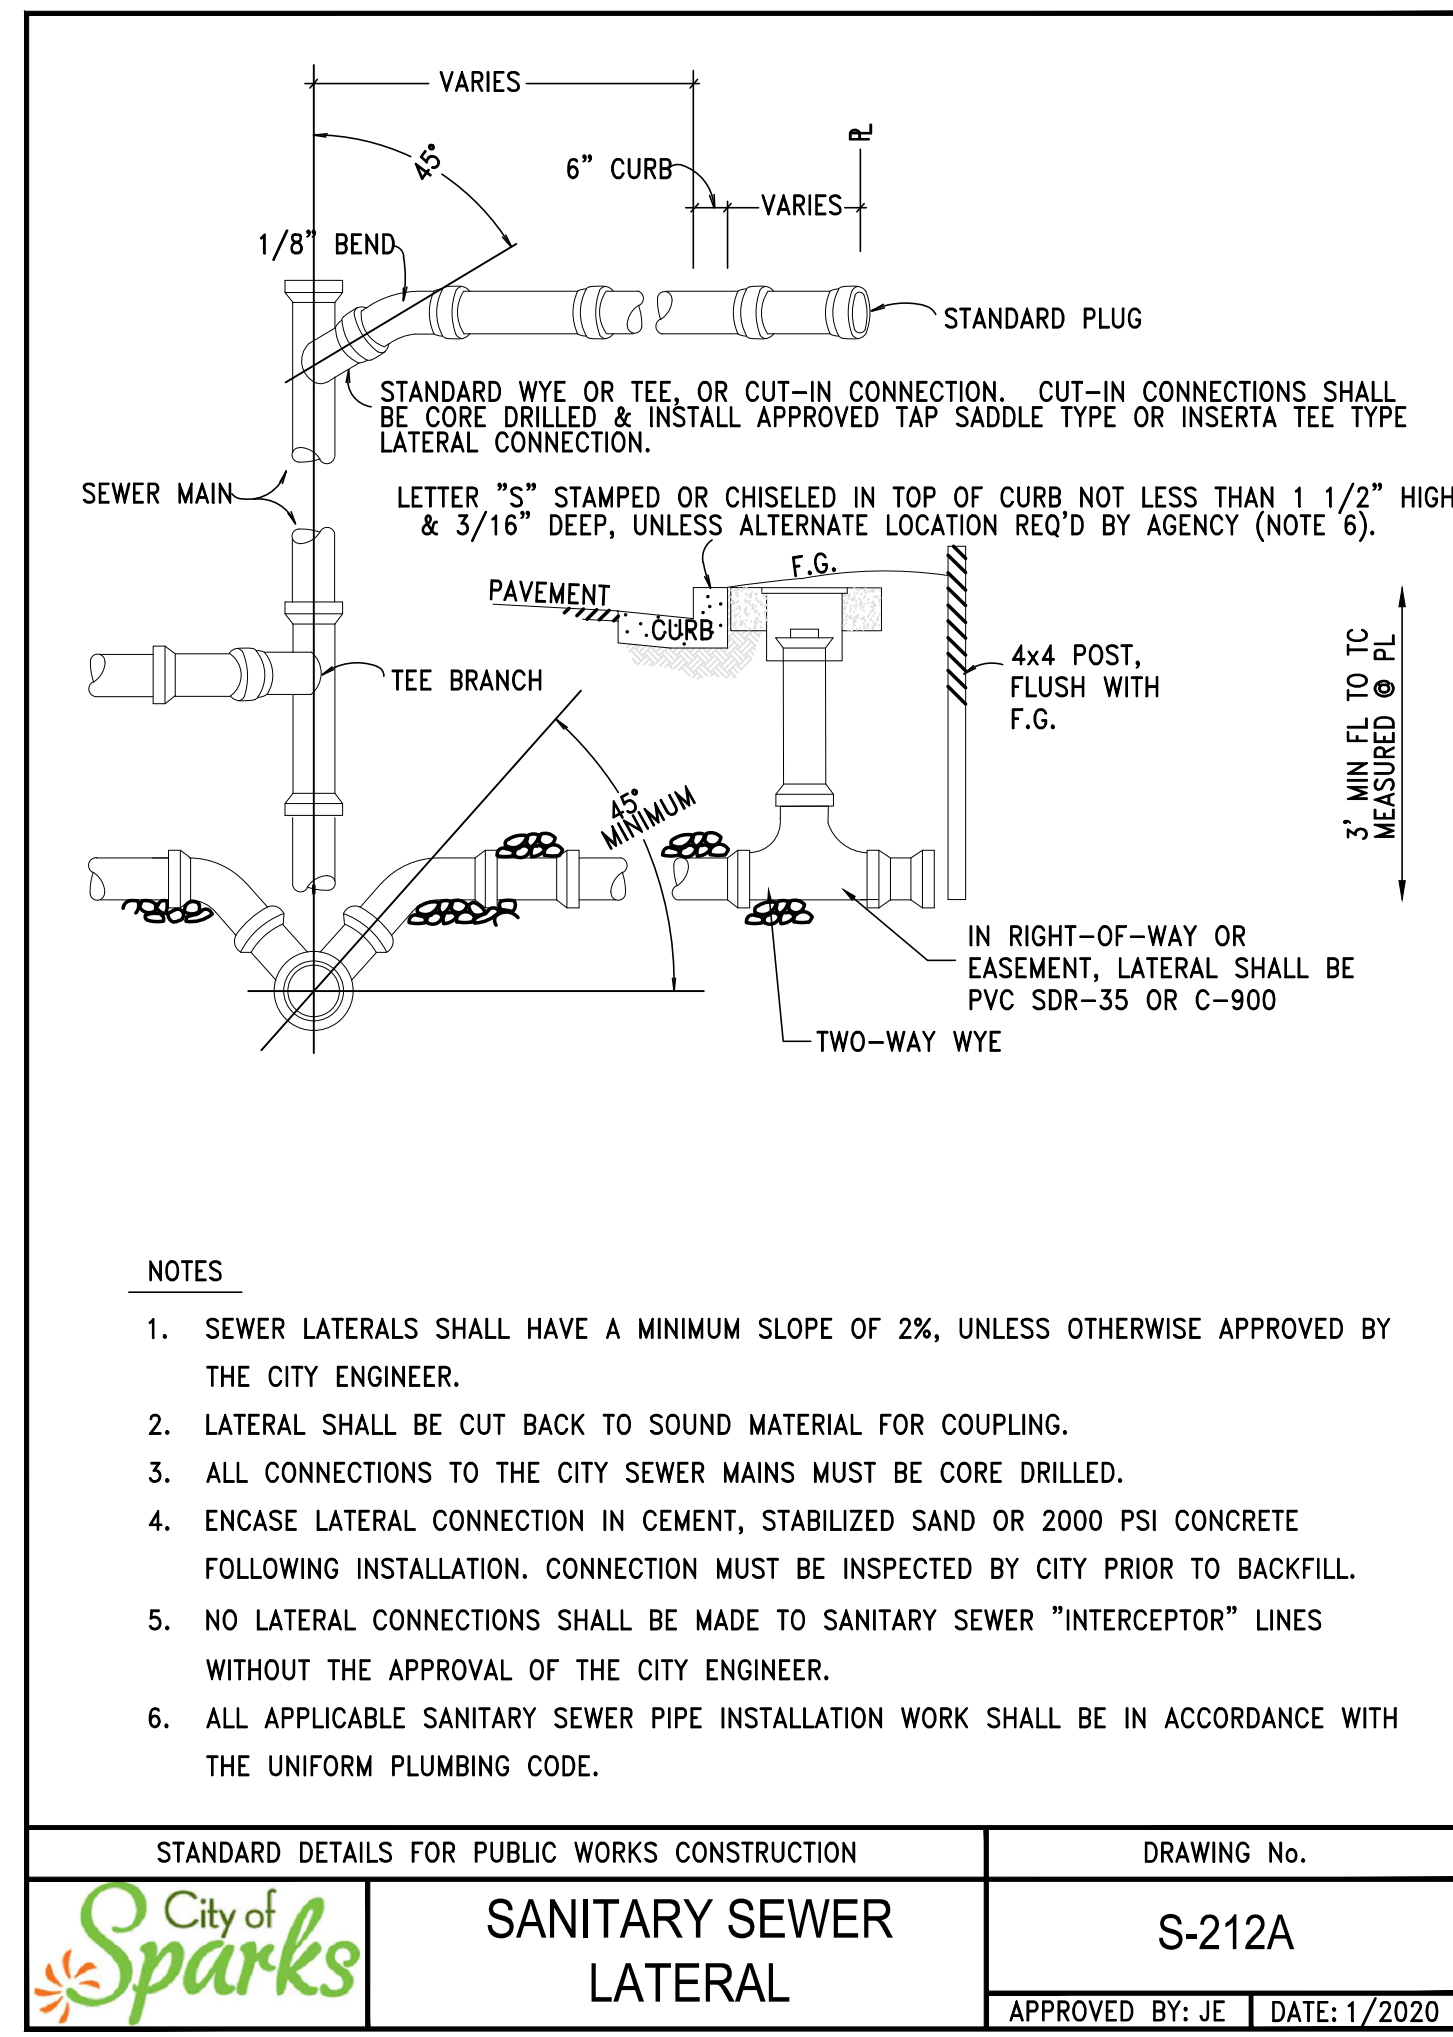 VARIES
PL
45°
6" CURB
VARIES
1/8" BEND
STANDARD PLUG
STANDARD WYE OR TEE, OR CUT-IN CONNECTION. CUT-IN CONNECTIONS SHALL
BE CORE DRILLED & INSTALL APPROVED TAP SADDLE TYPE OR INSERTA TEE TYPE
LATERAL CONNECTION.
SEWER MAIN
LETTER "S" STAMPED OR CHISELED IN TOP OF CURB NOT LESS THAN 1 1/2" HIGH
& 3/16" DEEP, UNLESS ALTERNATE LOCATION REQ'D BY AGENCY (NOTE 6).
F.G.
PAVEMENT
CURB
TEE BRANCH
4x4 POST,
FLUSH WITH
F.G.
3' MIN FL TO TC
MEASURED @ PL
45°
MINIMUM
IN RIGHT-OF-WAY OR
EASEMENT, LATERAL SHALL BE
PVC SDR-35 OR C-900
TWO-WAY WYE
NOTES
1. SEWER LATERALS SHALL HAVE A MINIMUM SLOPE OF 2%, UNLESS OTHERWISE APPROVED BY
THE CITY ENGINEER.
2. LATERAL SHALL BE CUT BACK TO SOUND MATERIAL FOR COUPLING.
3. ALL CONNECTIONS TO THE CITY SEWER MAINS MUST BE CORE DRILLED.
4. ENCASE LATERAL CONNECTION IN CEMENT, STABILIZED SAND OR 2000 PSI CONCRETE
FOLLOWING INSTALLATION. CONNECTION MUST BE INSPECTED BY CITY PRIOR TO BACKFILL.
5. NO LATERAL CONNECTIONS SHALL BE MADE TO SANITARY SEWER "INTERCEPTOR" LINES
WITHOUT THE APPROVAL OF THE CITY ENGINEER.
6. ALL APPLICABLE SANITARY SEWER PIPE INSTALLATION WORK SHALL BE IN ACCORDANCE WITH
THE UNIFORM PLUMBING CODE.
STANDARD DETAILS FOR PUBLIC WORKS CONSTRUCTION
DRAWING No.
City of
Sparks
SANITARY SEWER
LATERAL
S-212A
APPROVED BY: JE
DATE: 1/2020